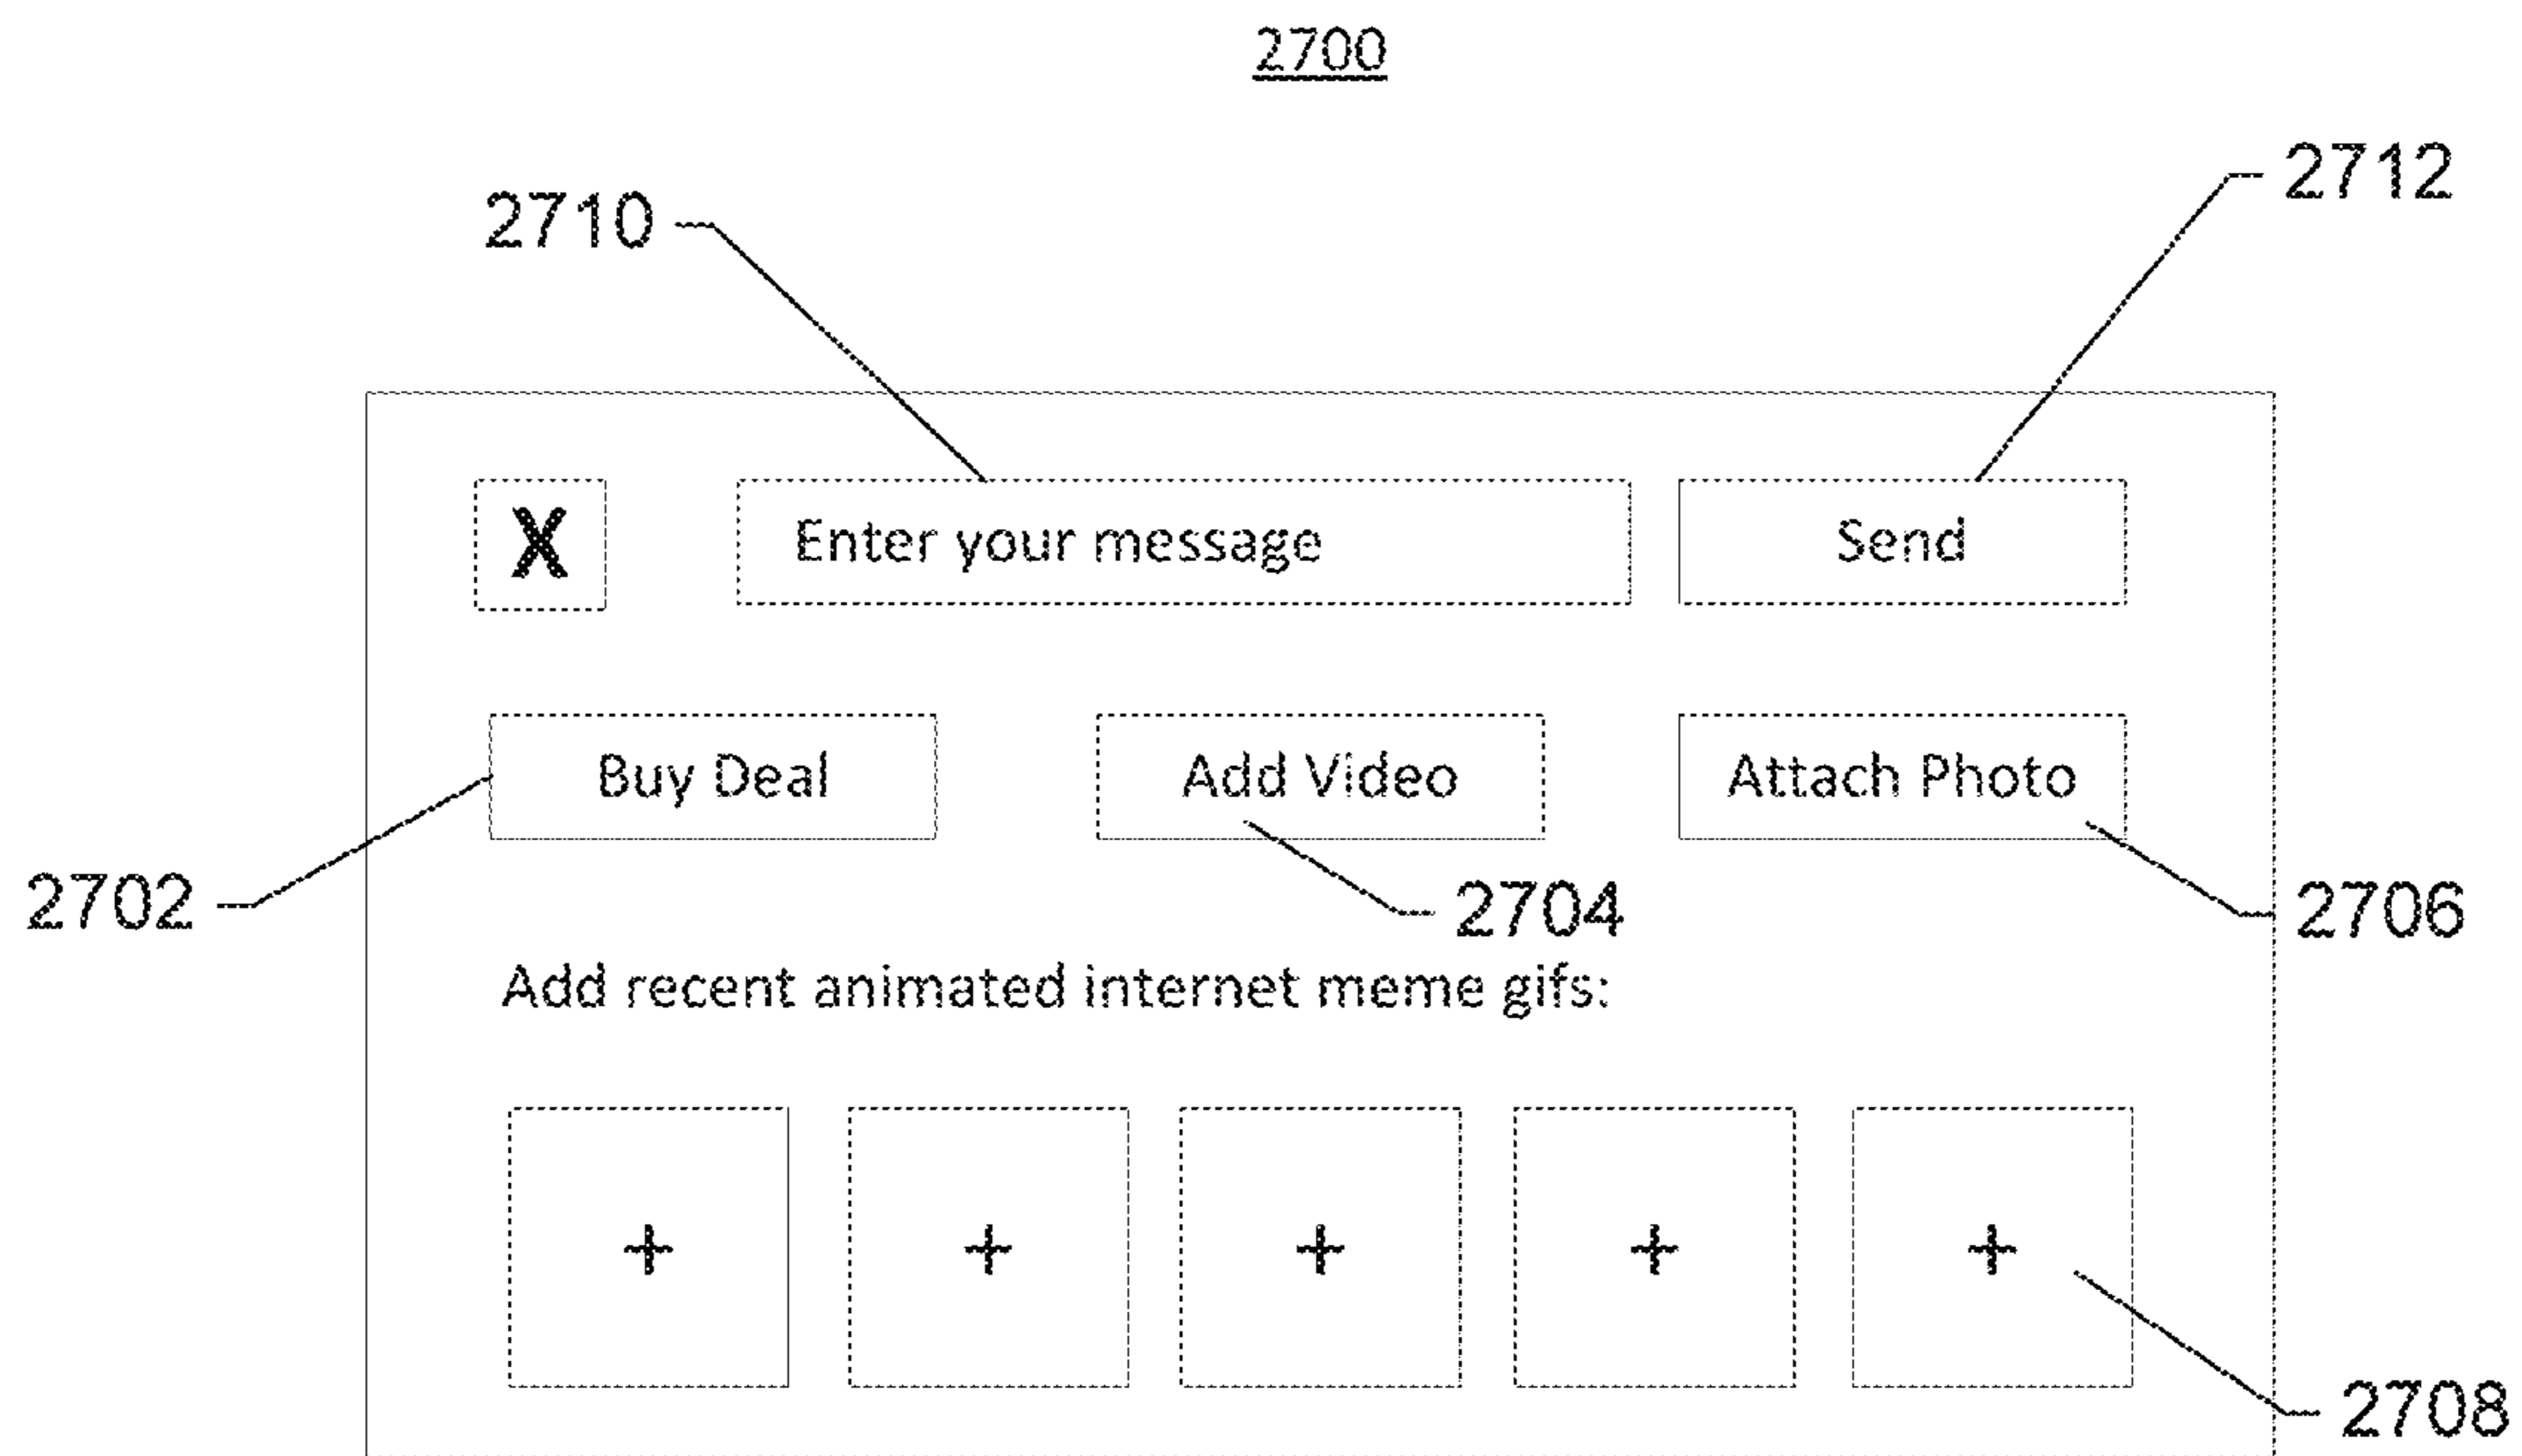 2700
2712
2710
X Enter your message Send
Buy Deal Add Video Attach Photo
2702 2704 2706
Add recent animated internet meme gifs:
+ + + + +
2708